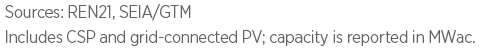 Sources: REN21, SEIA/GTM
Includes CSP and grid-connected PV; capacity is reported in MWac.